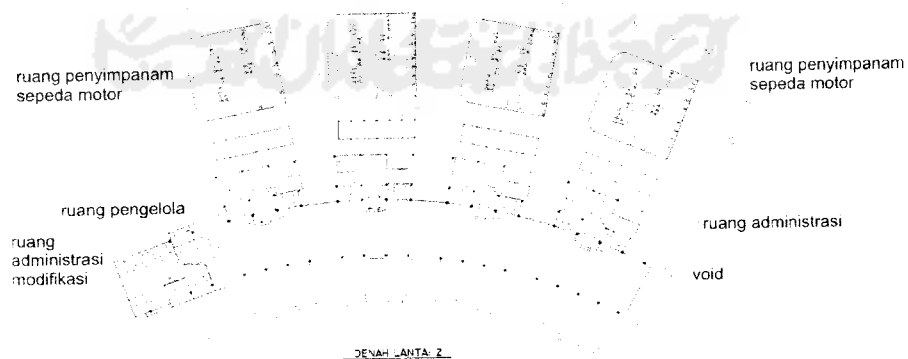 ruang penyimpanam
sepeda motor
ruang penyimpanam
sepeda motor
ruang pengelola
ruang
administrasi
modifikasi
ruang administrasi
void
DENAH LANTAI 2